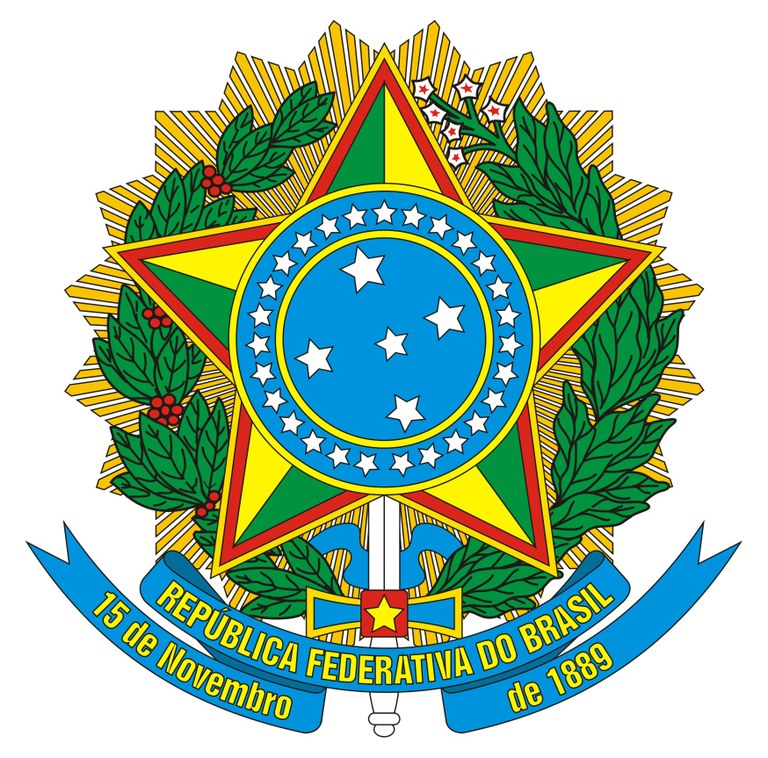 REPÚBLICA FEDERATIVA DO BRASIL
15 de Novembro
de 1889